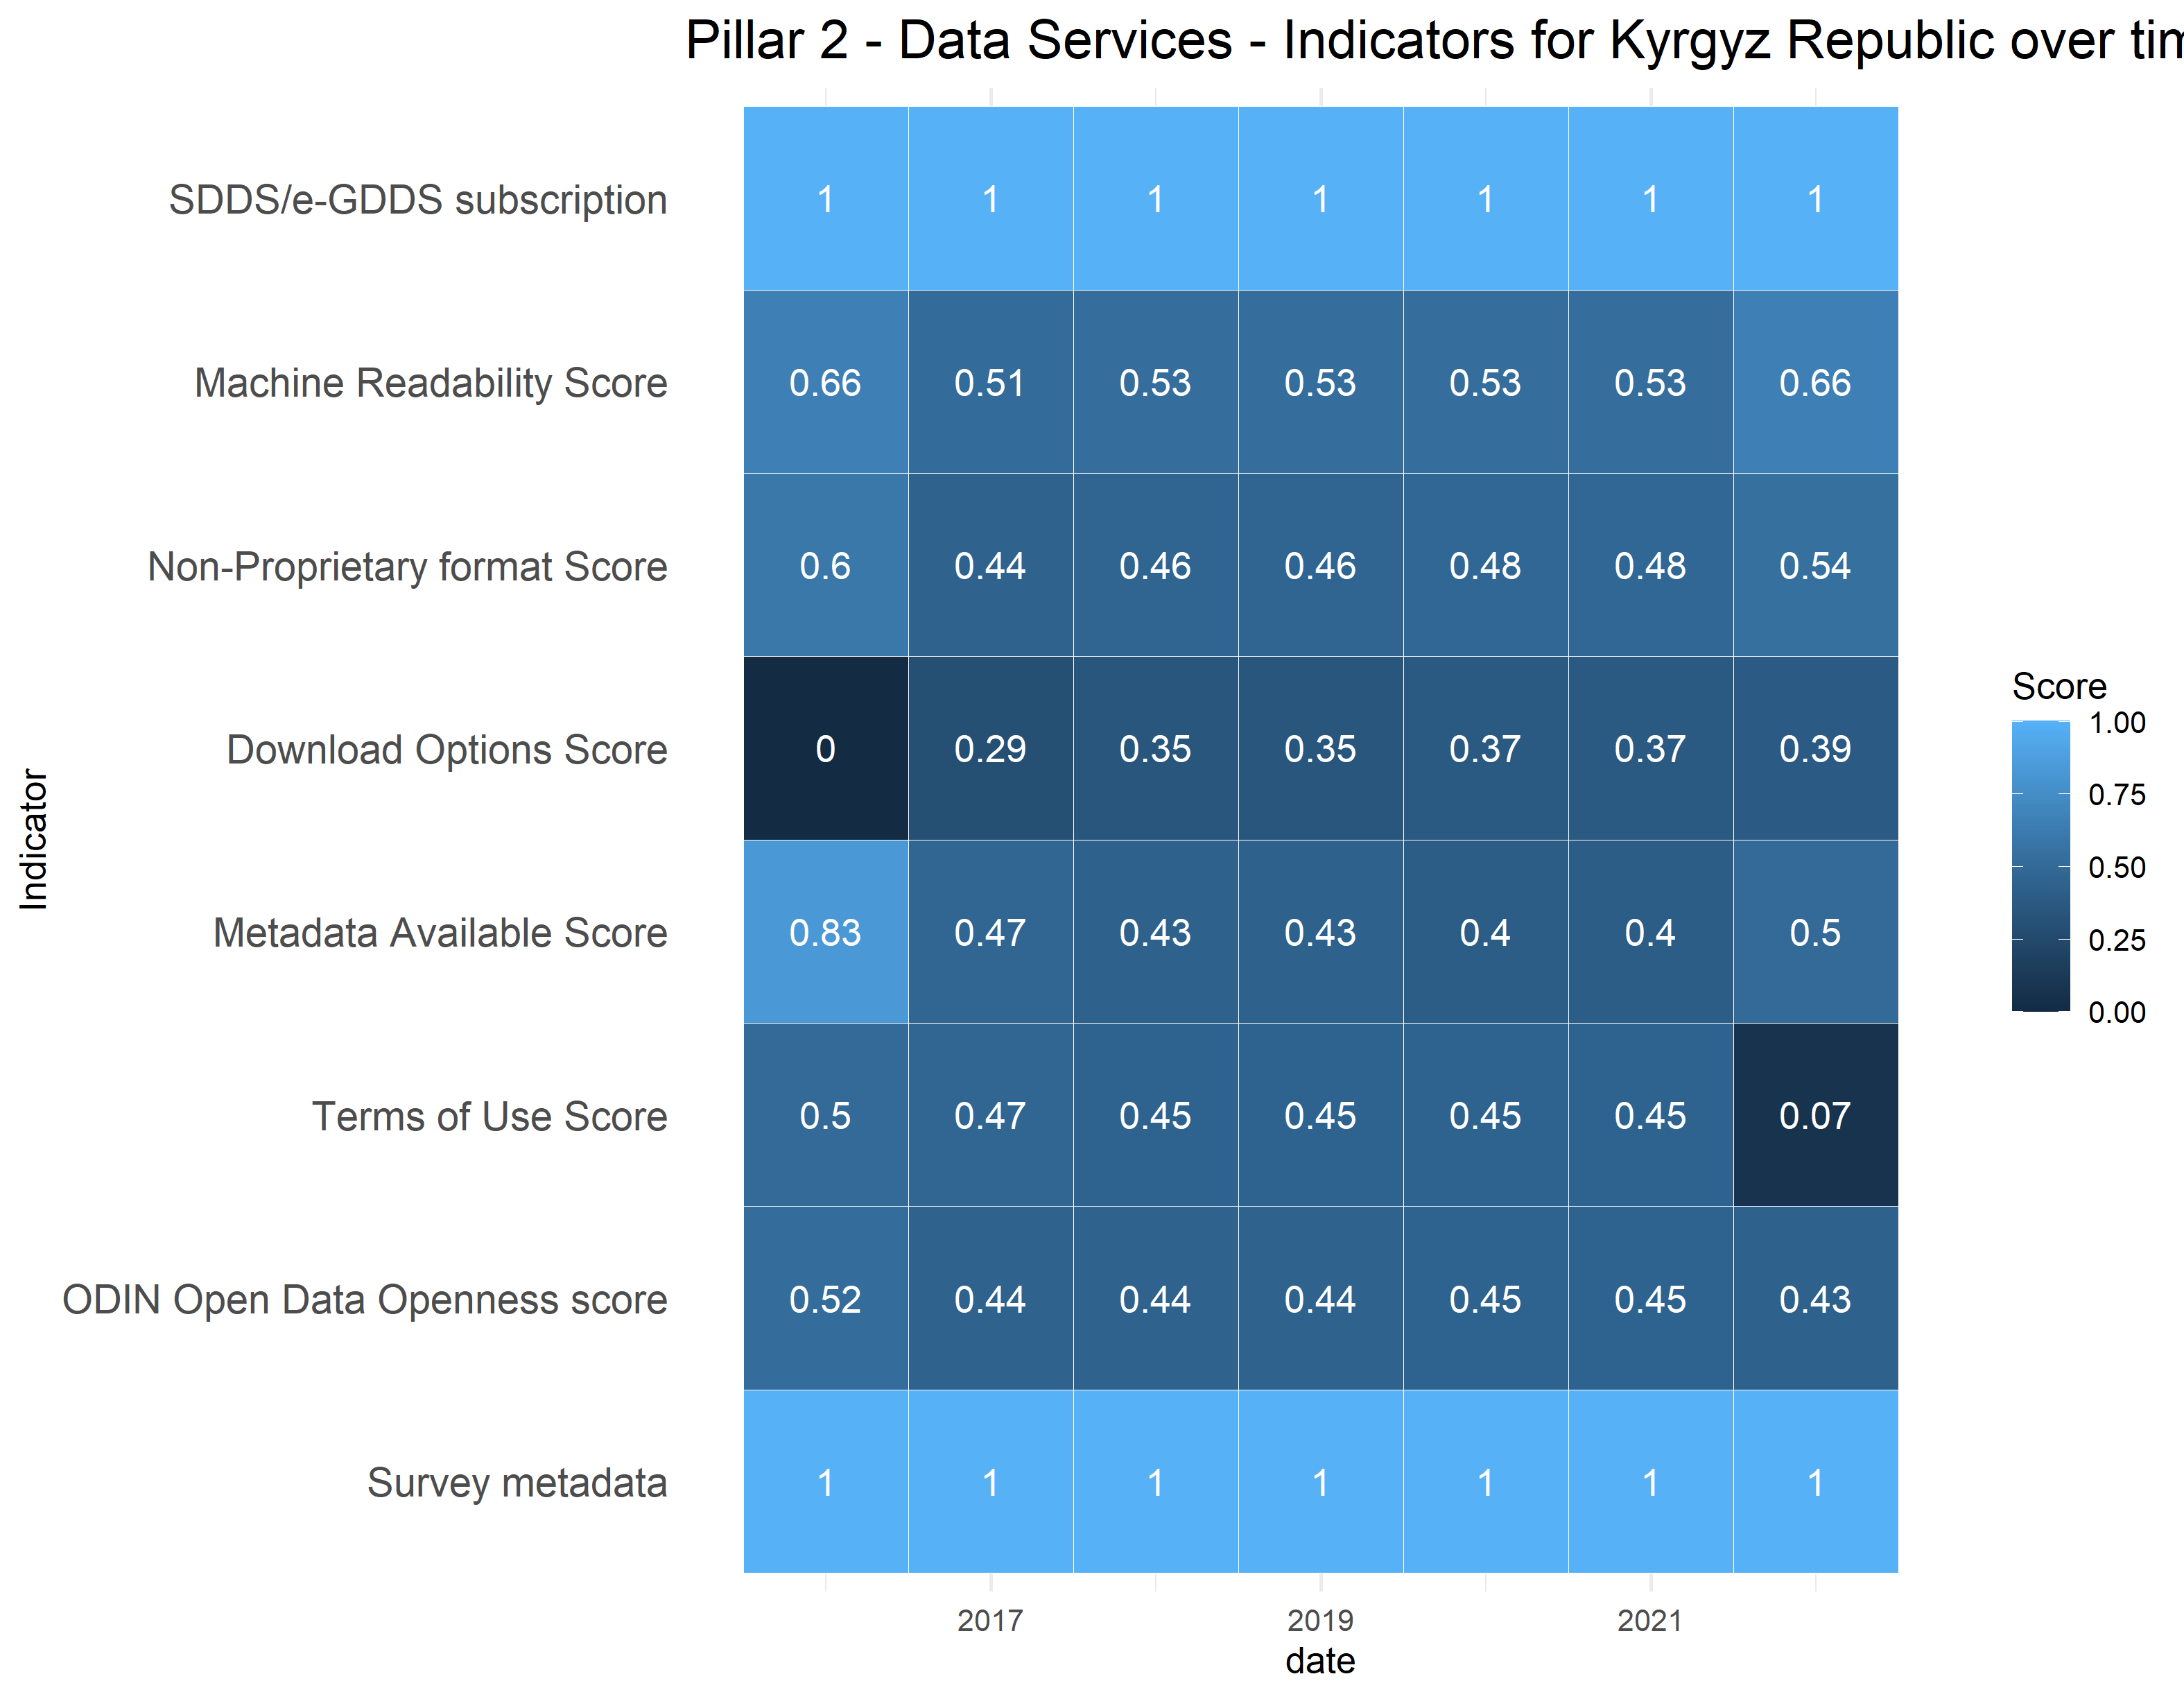 Pillar 2 - Data Services - Indicators for Kyrgyz Republic over tim
SDDS/e-GDDS subscription 1 1 1 1 1 1 1
Machine Readability Score 0.66 0.51 0.53 0.53 0.53 0.53 0.66
Non-Proprietary format Score 0.6 0.44 0.46 0.46 0.48 0.48 0.54
Download Options Score 0 0.29 0.35 0.35 0.37 0.37 0.39
Metadata Available Score 0.83 0.47 0.43 0.43 0.4 0.4 0.5
Terms of Use Score 0.5 0.47 0.45 0.45 0.45 0.45 0.07
ODIN Open Data Openness score 0.52 0.44 0.44 0.44 0.45 0.45 0.43
Survey metadata 1 1 1 1 1 1 1
Indicator
2017 2019 2021
date
Score
1.00
0.75
0.50
0.25
0.00